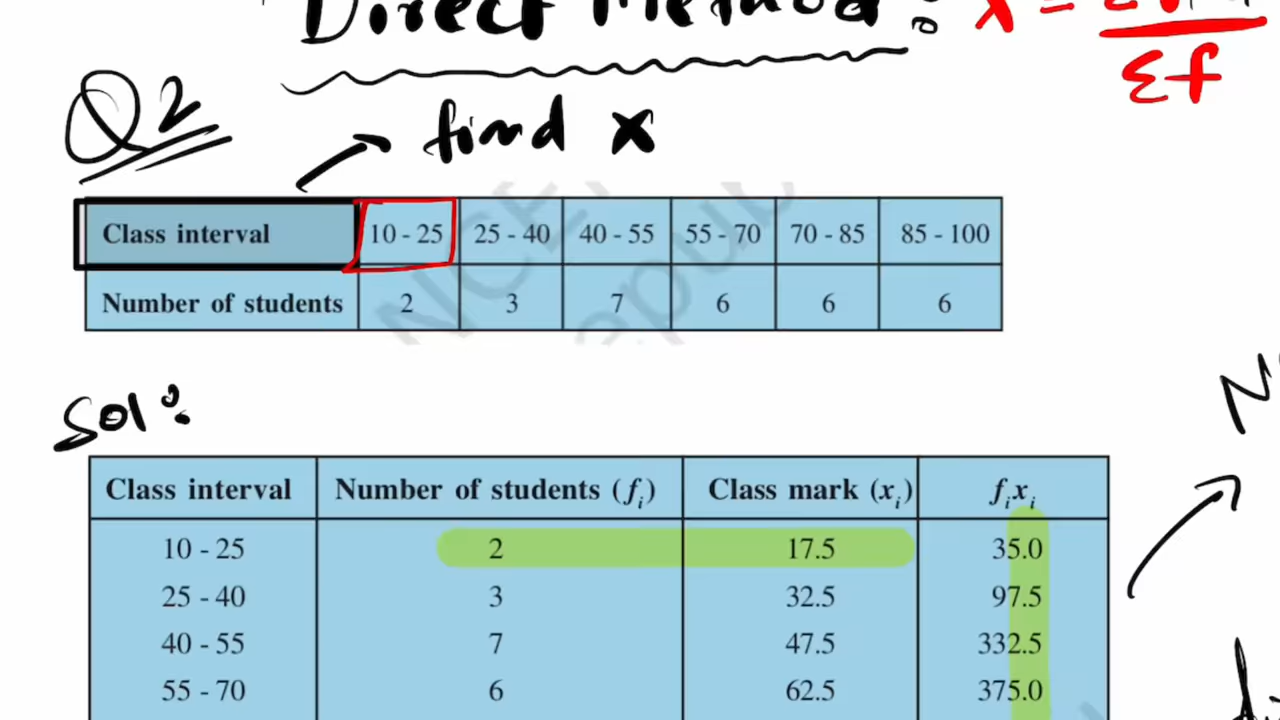 Direct Method: x = Σf
Q2
find x
Class interval 10 - 25 25 - 40 40 - 55 55 - 70 70 - 85 85 - 100
Number of students 2 3 7 6 6 6
Sol:
Class interval Number of students (fᵢ) Class mark (xᵢ) fᵢxᵢ
10 - 25 2 17.5 35.0
25 - 40 3 32.5 97.5
40 - 55 7 47.5 332.5
55 - 70 6 62.5 375.0